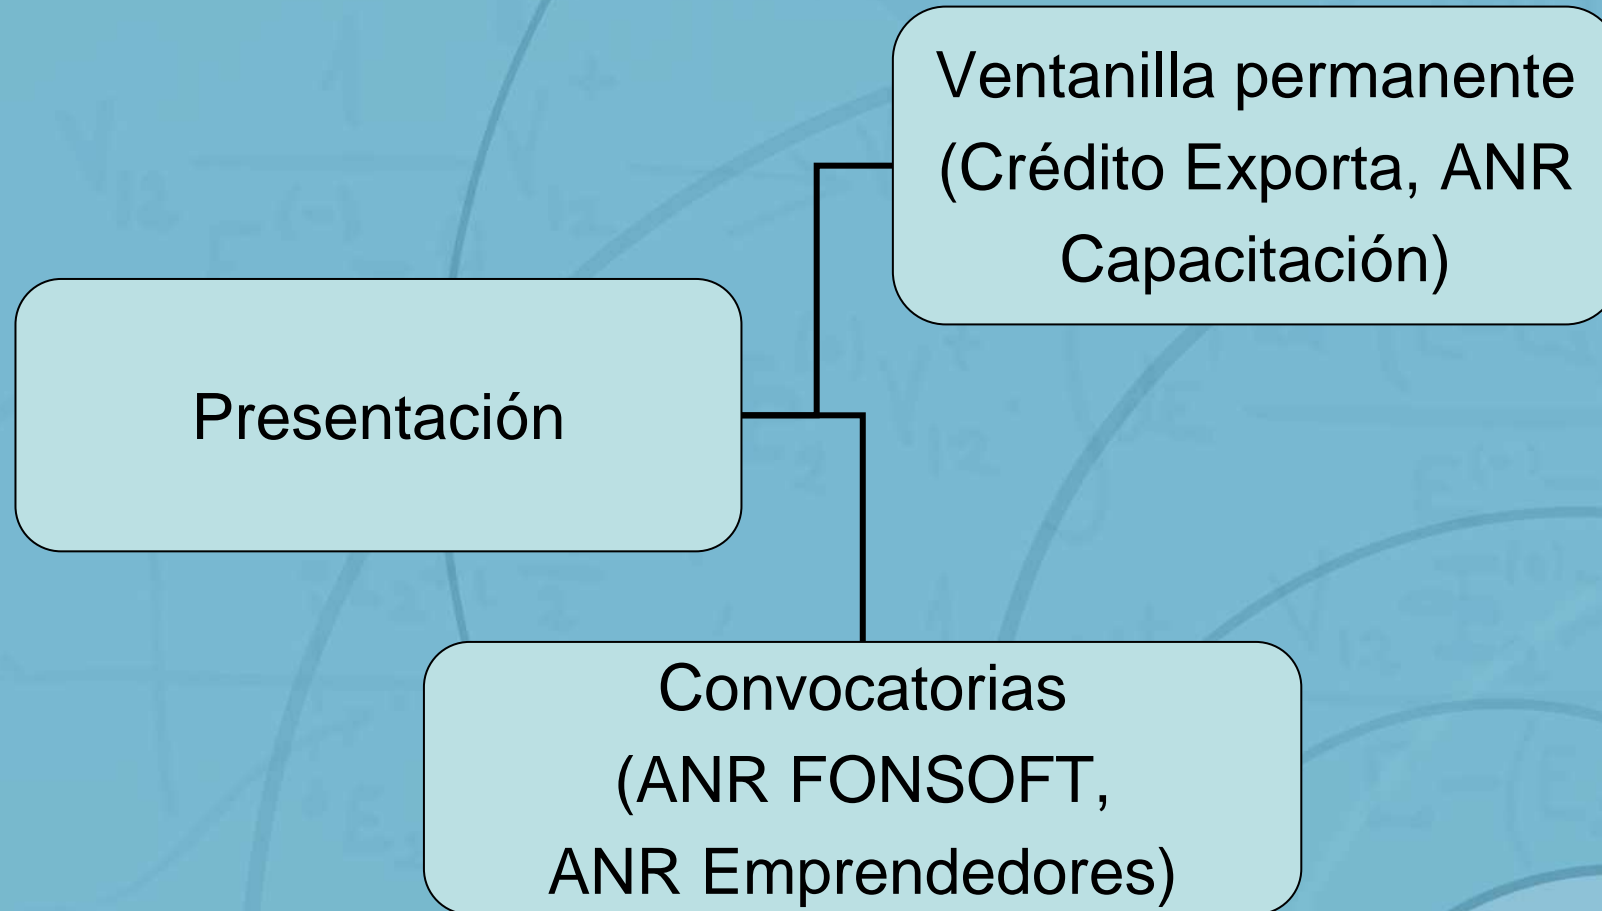 Ventanilla permanente
(Crédito Exporta, ANR
Capacitación)
Presentación
Convocatorias
(ANR FONSOFT,
ANR Emprendedores)